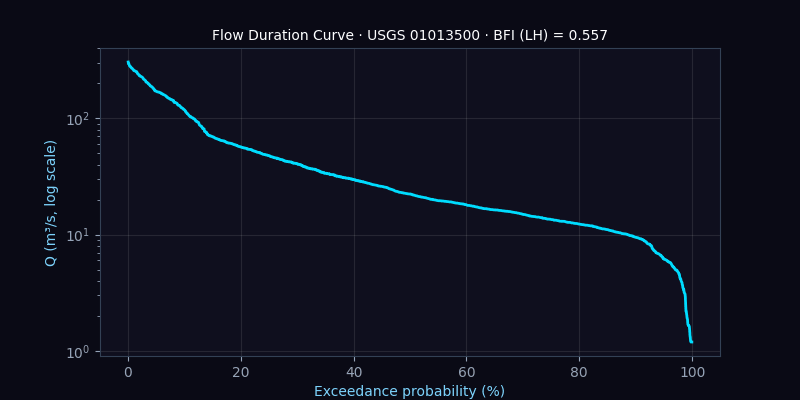 Flow Duration Curve · USGS 01013500 · BFI (LH) = 0.557
Q (m³/s, log scale)
10²
10¹
10⁰
0 20 40 60 80 100
Exceedance probability (%)